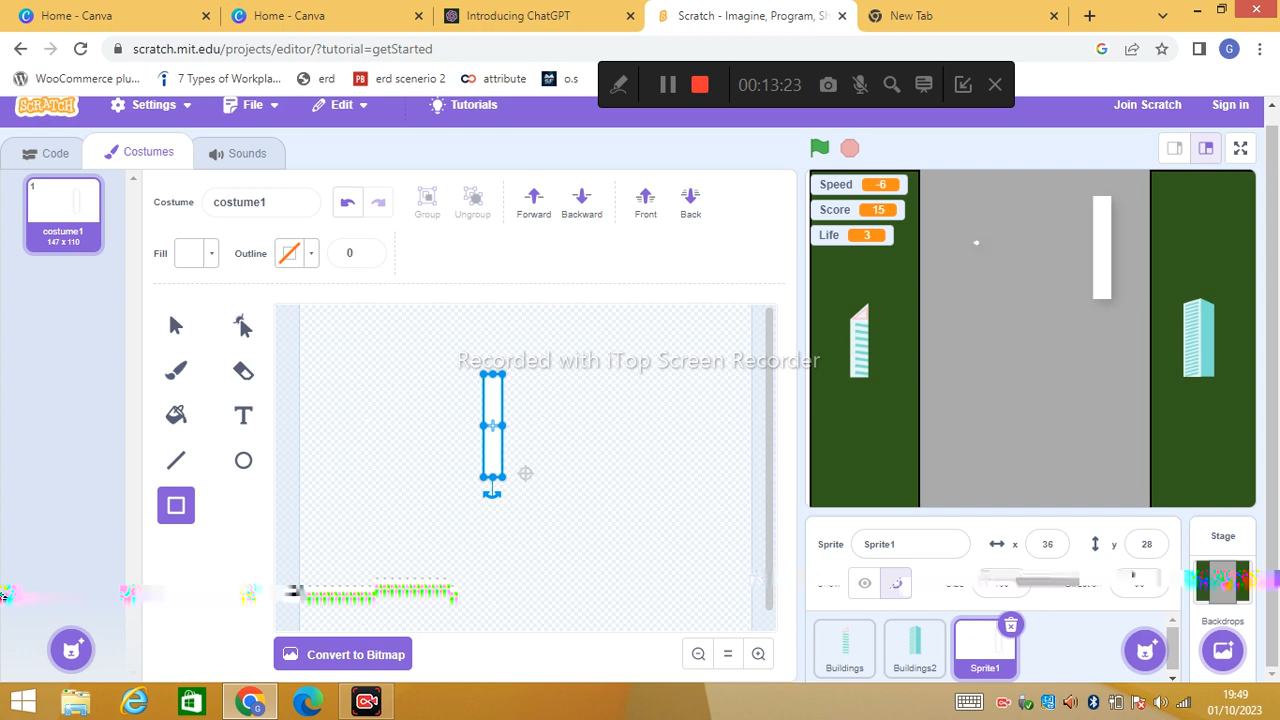 Home - Canva
Home - Canva
Introducing ChatGPT
Scratch - Imagine, Program, Sh
New Tab
scratch.mit.edu/projects/editor/?tutorial=getStarted
G
WooCommerce plu...
7 Types of Workpla...
erd
erd scenerio 2
attribute
o.s
00:13:23
SCRATCH
Settings
File
Edit
Tutorials
Join Scratch
Sign in
Code
Costumes
Sounds
1
costume1
147 x 110
Costume
costume1
Group
Ungroup
Forward
Backward
Front
Back
Fill
Outline
0
Speed -6
Score 15
Life 3
Recorded with iTop Screen Recorder
Convert to Bitmap
Sprite
Sprite1
x
36
y
28
Stage
Backdrops
Buildings
Buildings2
Sprite1
19:49
01/10/2023